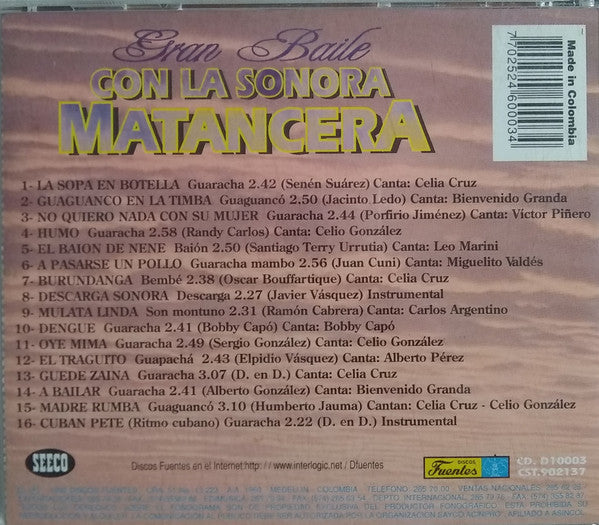 Gran Baile
CON LA SONORA
MATANCERA
Made in Colombia
7702524600034
1- LA SOPA EN BOTELLA Guaracha 2.42 (Senén Suárez) Canta: Celia Cruz
2- GUAGUANCO EN LA TIMBA Guaguancó 2.50 (Jacinto Ledo) Canta: Bienvenido Granda
3- NO QUIERO NADA CON SU MUJER Guaracha 2.44 (Porfirio Jiménez) Canta: Víctor Piñero
4- HUMO Guaracha 2.58 (Randy Carlos) Canta: Celio González
5- EL BAION DE NENE Baión 2.50 (Santiago Terry Urrutia) Canta: Leo Marini
6- A PASARSE UN POLLO Guaracha mambo 2.56 (Juan Cuni) Canta: Miguelito Valdés
7- BURUNDANGA Bembé 2.38 (Oscar Bouffartique) Canta: Celia Cruz
8- DESCARGA SONORA Descarga 2.27 (Javier Vásquez) Instrumental
9- MULATA LINDA Son montuno 2.31 (Ramón Cabrera) Canta: Carlos Argentino
10- DENGUE Guaracha 2.41 (Bobby Capó) Canta: Bobby Capó
11- OYE MIMA Guaracha 2.49 (Sergio González) Canta: Celio González
12- EL TRAGUITO Guapachá 2.43 (Elpidio Vásquez) Canta: Alberto Pérez
13- GUEDE ZAINA Guaracha 3.07 (D. en D.) Canta: Celia Cruz
14- A BAILAR Guaracha 2.41 (Alberto González) Canta: Bienvenido Granda
15- MADRE RUMBA Guaguancó 3.10 (Humberto Jauma) Cantan: Celia Cruz - Celio González
16- CUBAN PETE (Ritmo cubano) Guaracha 2.22 (D. en D.) Instrumental
SEECO
Discos Fuentes en el Internet:http://www.interlogic.net/Dfuentes
DISCOS
Fuentes
CD. D10003
CST. 902137